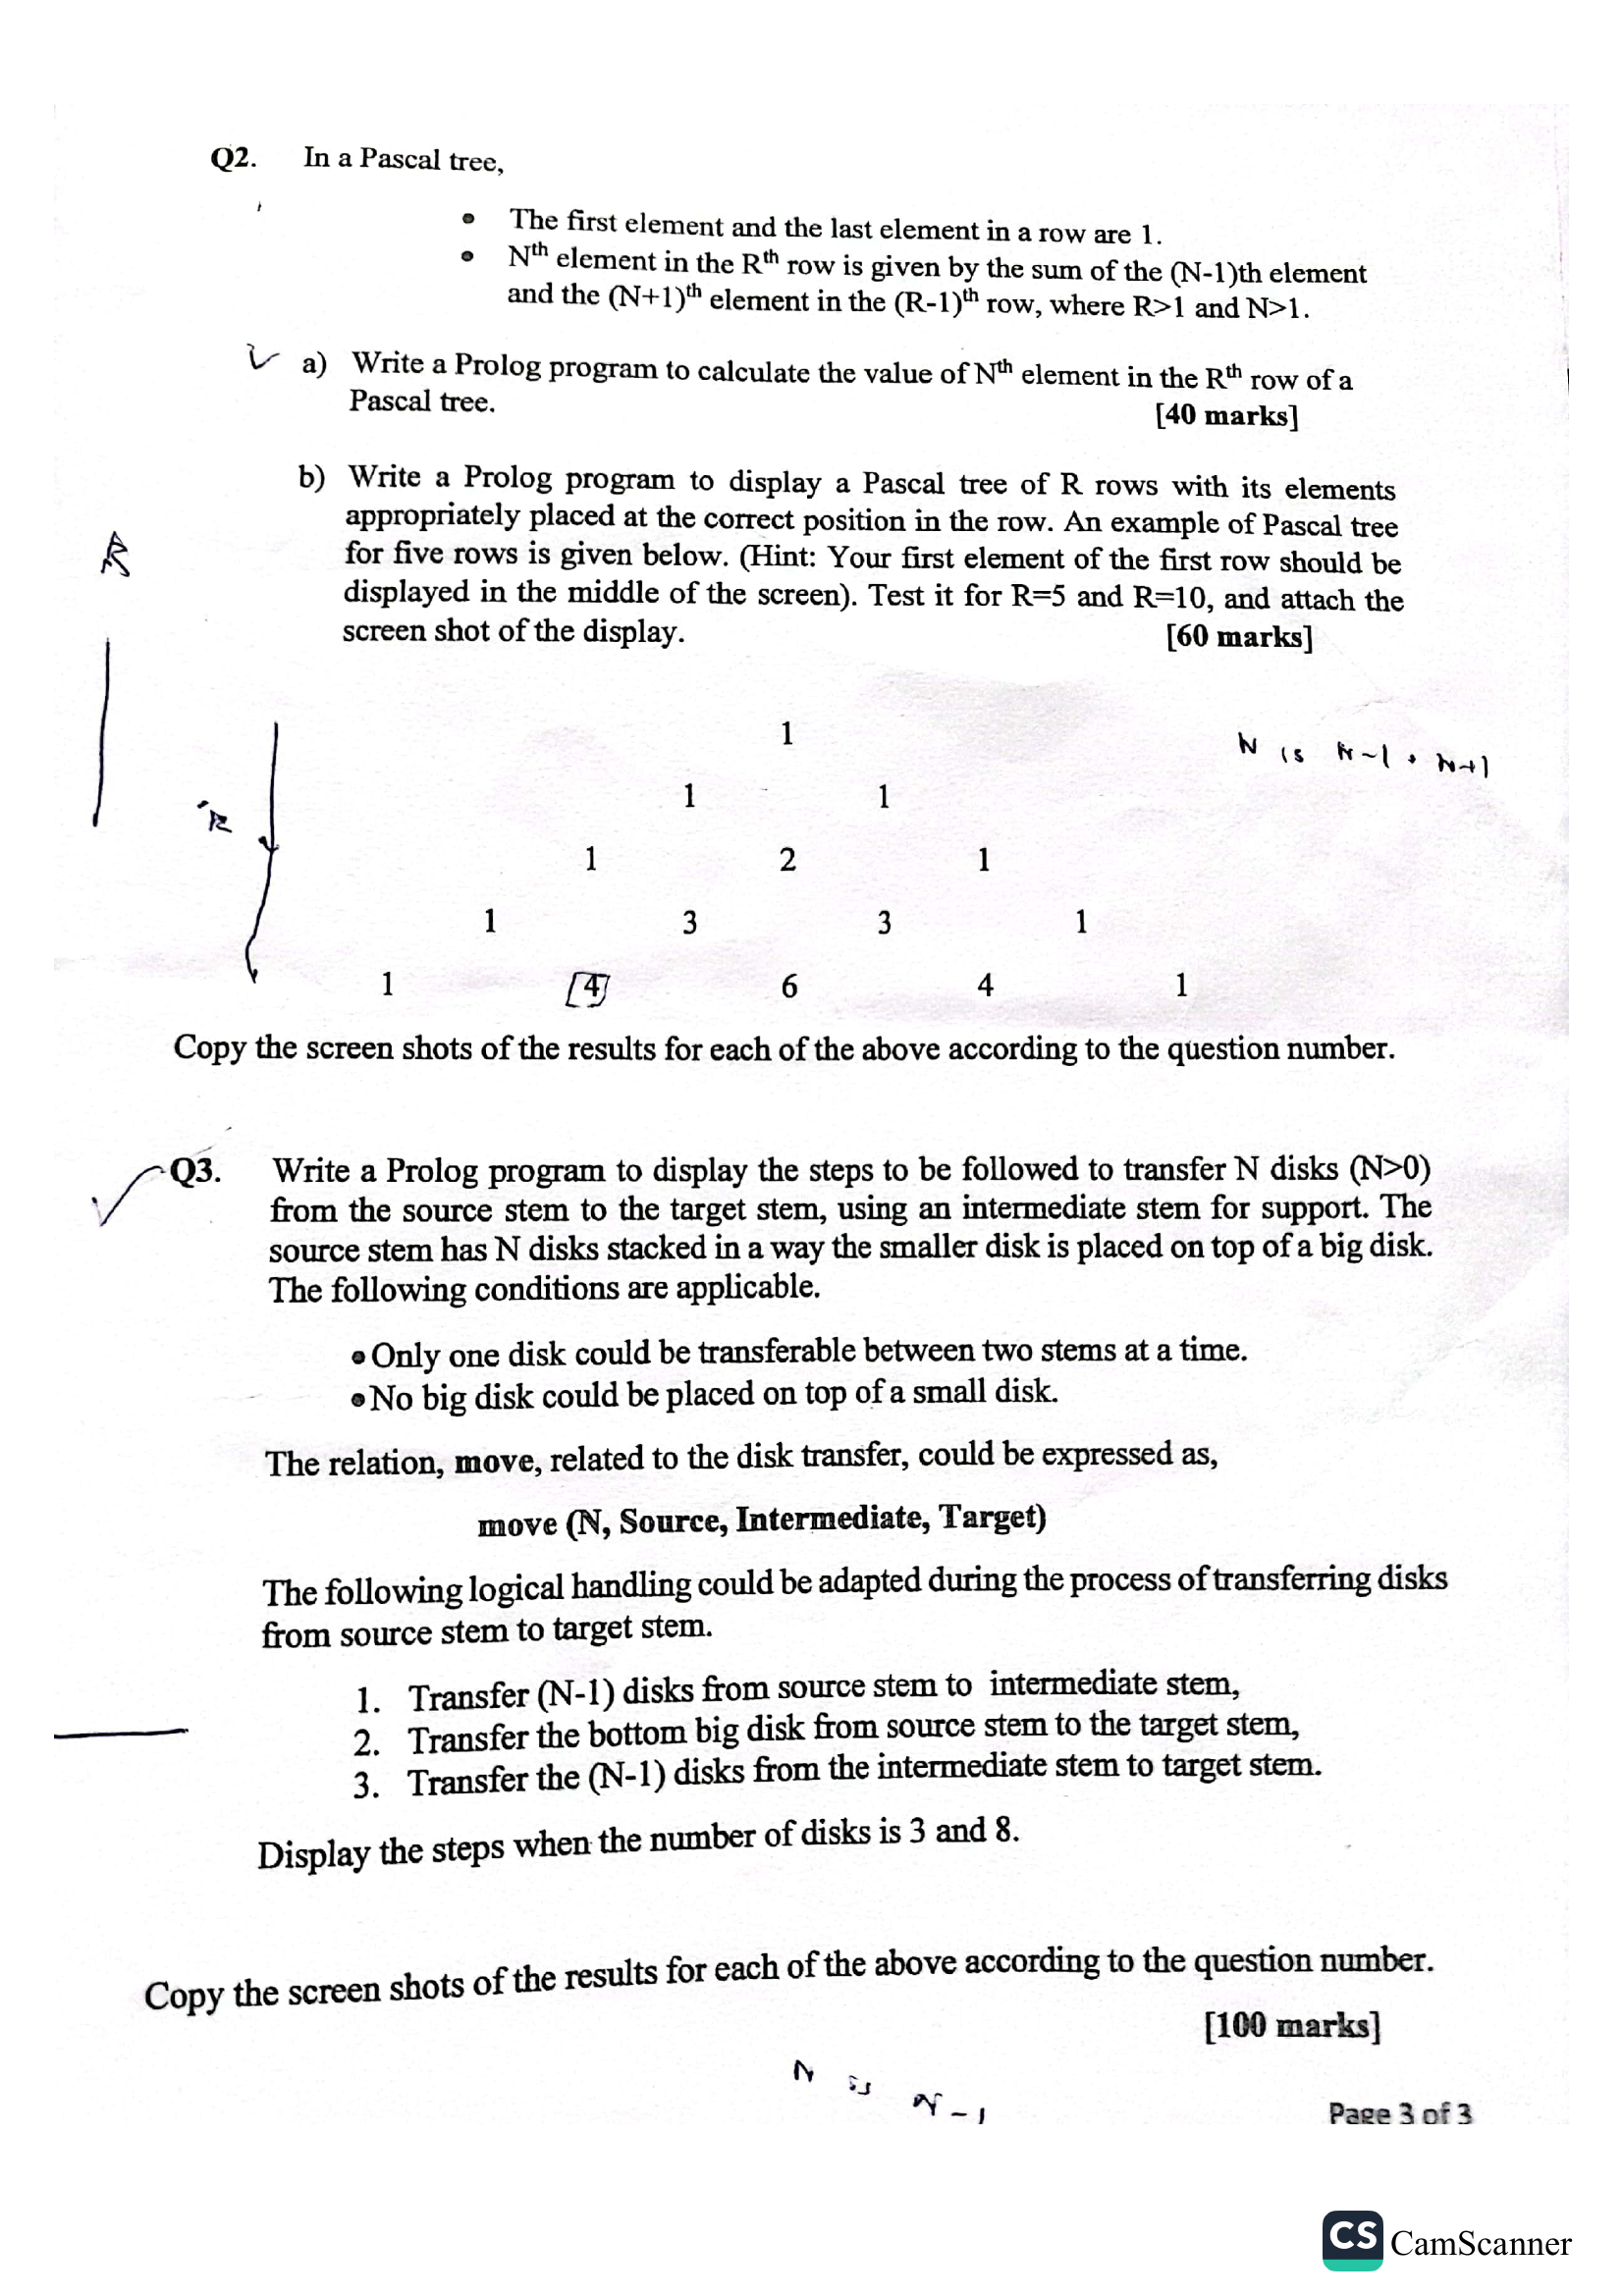 Q2. In a Pascal tree,
• The first element and the last element in a row are 1.
• Nth element in the Rth row is given by the sum of the (N-1)th element
and the (N+1)th element in the (R-1)th row, where R>1 and N>1.
a) Write a Prolog program to calculate the value of Nth element in the Rth row of a
Pascal tree. [40 marks]
b) Write a Prolog program to display a Pascal tree of R rows with its elements
appropriately placed at the correct position in the row. An example of Pascal tree
for five rows is given below. (Hint: Your first element of the first row should be
displayed in the middle of the screen). Test it for R=5 and R=10, and attach the
screen shot of the display. [60 marks]
R
1
N is N-1 + N+1
1 1
R
1 2 1
1 3 3 1
1 4 6 4 1
Copy the screen shots of the results for each of the above according to the question number.
Q3. Write a Prolog program to display the steps to be followed to transfer N disks (N>0)
from the source stem to the target stem, using an intermediate stem for support. The
source stem has N disks stacked in a way the smaller disk is placed on top of a big disk.
The following conditions are applicable.
• Only one disk could be transferable between two stems at a time.
• No big disk could be placed on top of a small disk.
The relation, move, related to the disk transfer, could be expressed as,
move (N, Source, Intermediate, Target)
The following logical handling could be adapted during the process of transferring disks
from source stem to target stem.
1. Transfer (N-1) disks from source stem to intermediate stem,
2. Transfer the bottom big disk from source stem to the target stem,
3. Transfer the (N-1) disks from the intermediate stem to target stem.
Display the steps when the number of disks is 3 and 8.
Copy the screen shots of the results for each of the above according to the question number.
[100 marks]
N is N-1
Page 3 of 3
CS CamScanner